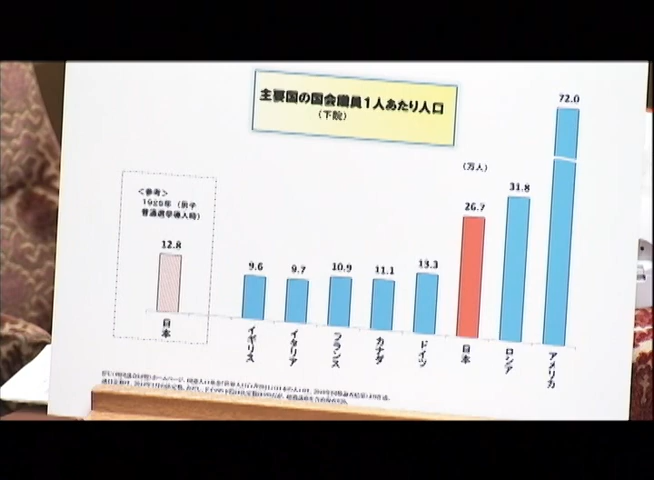 主要国の国会議員1人あたり人口
(下院)
(万人)
<参考>
1925年 (男子
普通選挙導入時)
12.8
9.6
9.7
10.9
11.1
13.3
26.7
31.8
72.0
日本
イギリス
イタリア
フランス
カナダ
ドイツ
日本
ロシア
アメリカ